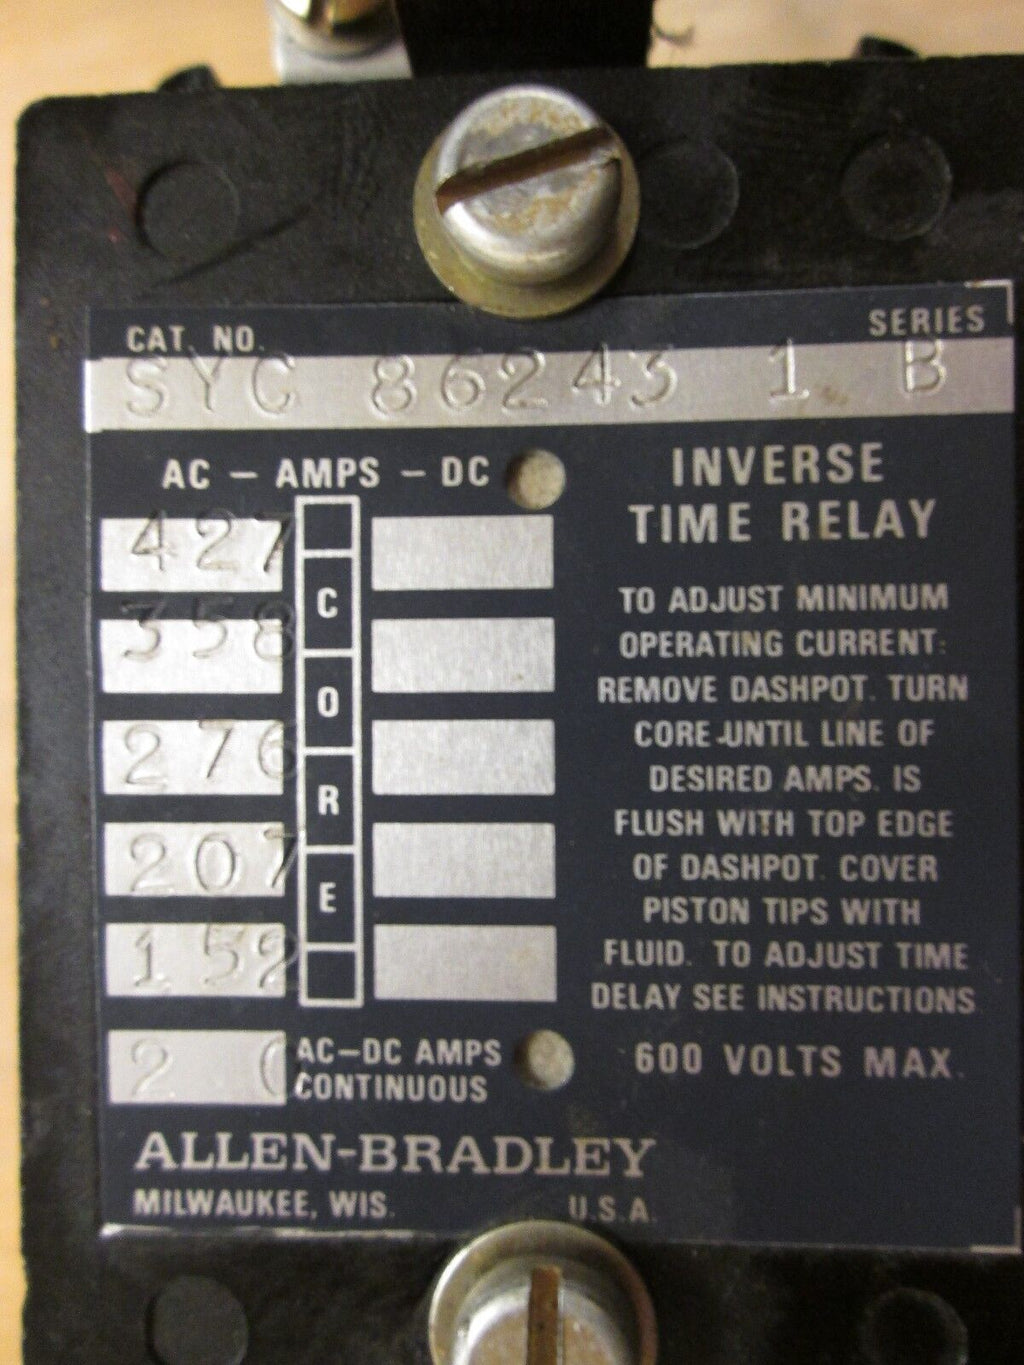 CAT. NO. SERIES
SYC 86243 1 B
AC - AMPS - DC
INVERSE
TIME RELAY
427
358
276
207
152
C
O
R
E
TO ADJUST MINIMUM
OPERATING CURRENT:
REMOVE DASHPOT. TURN
CORE UNTIL LINE OF
DESIRED AMPS. IS
FLUSH WITH TOP EDGE
OF DASHPOT. COVER
PISTON TIPS WITH
FLUID. TO ADJUST TIME
DELAY SEE INSTRUCTIONS
AC-DC AMPS
CONTINUOUS
600 VOLTS MAX.
ALLEN-BRADLEY
MILWAUKEE, WIS. U.S.A.